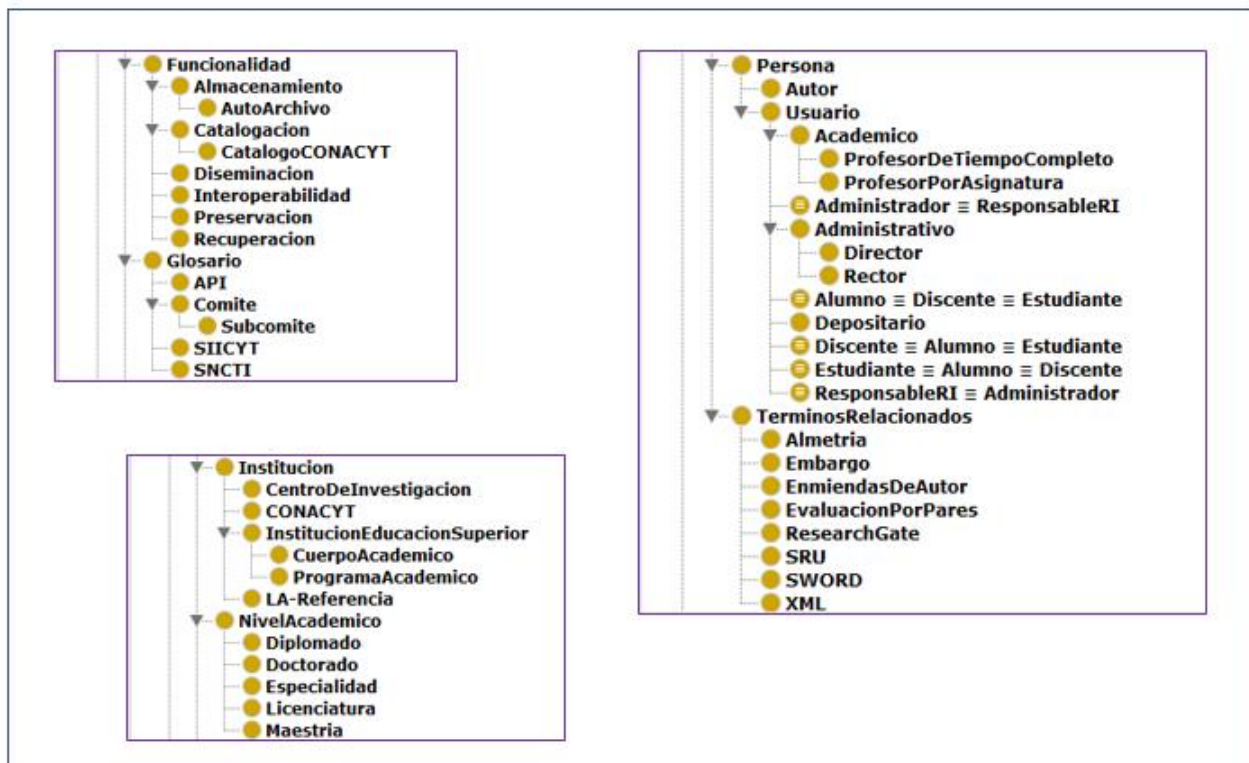 Funcionalidad
Almacenamiento
AutoArchivo
Catalogacion
CatalogoCONACYT
Diseminacion
Interoperabilidad
Preservacion
Recuperacion
Glosario
API
Comite
Subcomite
SIICYT
SNCTI
Institucion
CentroDeInvestigacion
CONACYT
InstitucionEducacionSuperior
CuerpoAcademico
ProgramaAcademico
LA-Referencia
NivelAcademico
Diplomado
Doctorado
Especialidad
Licenciatura
Maestria
Persona
Autor
Usuario
Academico
ProfesorDeTiempoCompleto
ProfesorPorAsignatura
Administrador ≡ ResponsableRI
Administrativo
Director
Rector
Alumno ≡ Discente ≡ Estudiante
Depositario
Discente ≡ Alumno ≡ Estudiante
Estudiante ≡ Alumno ≡ Discente
ResponsableRI ≡ Administrador
TerminosRelacionados
Almetria
Embargo
EnmiendasDeAutor
EvaluacionPorPares
ResearchGate
SRU
SWORD
XML